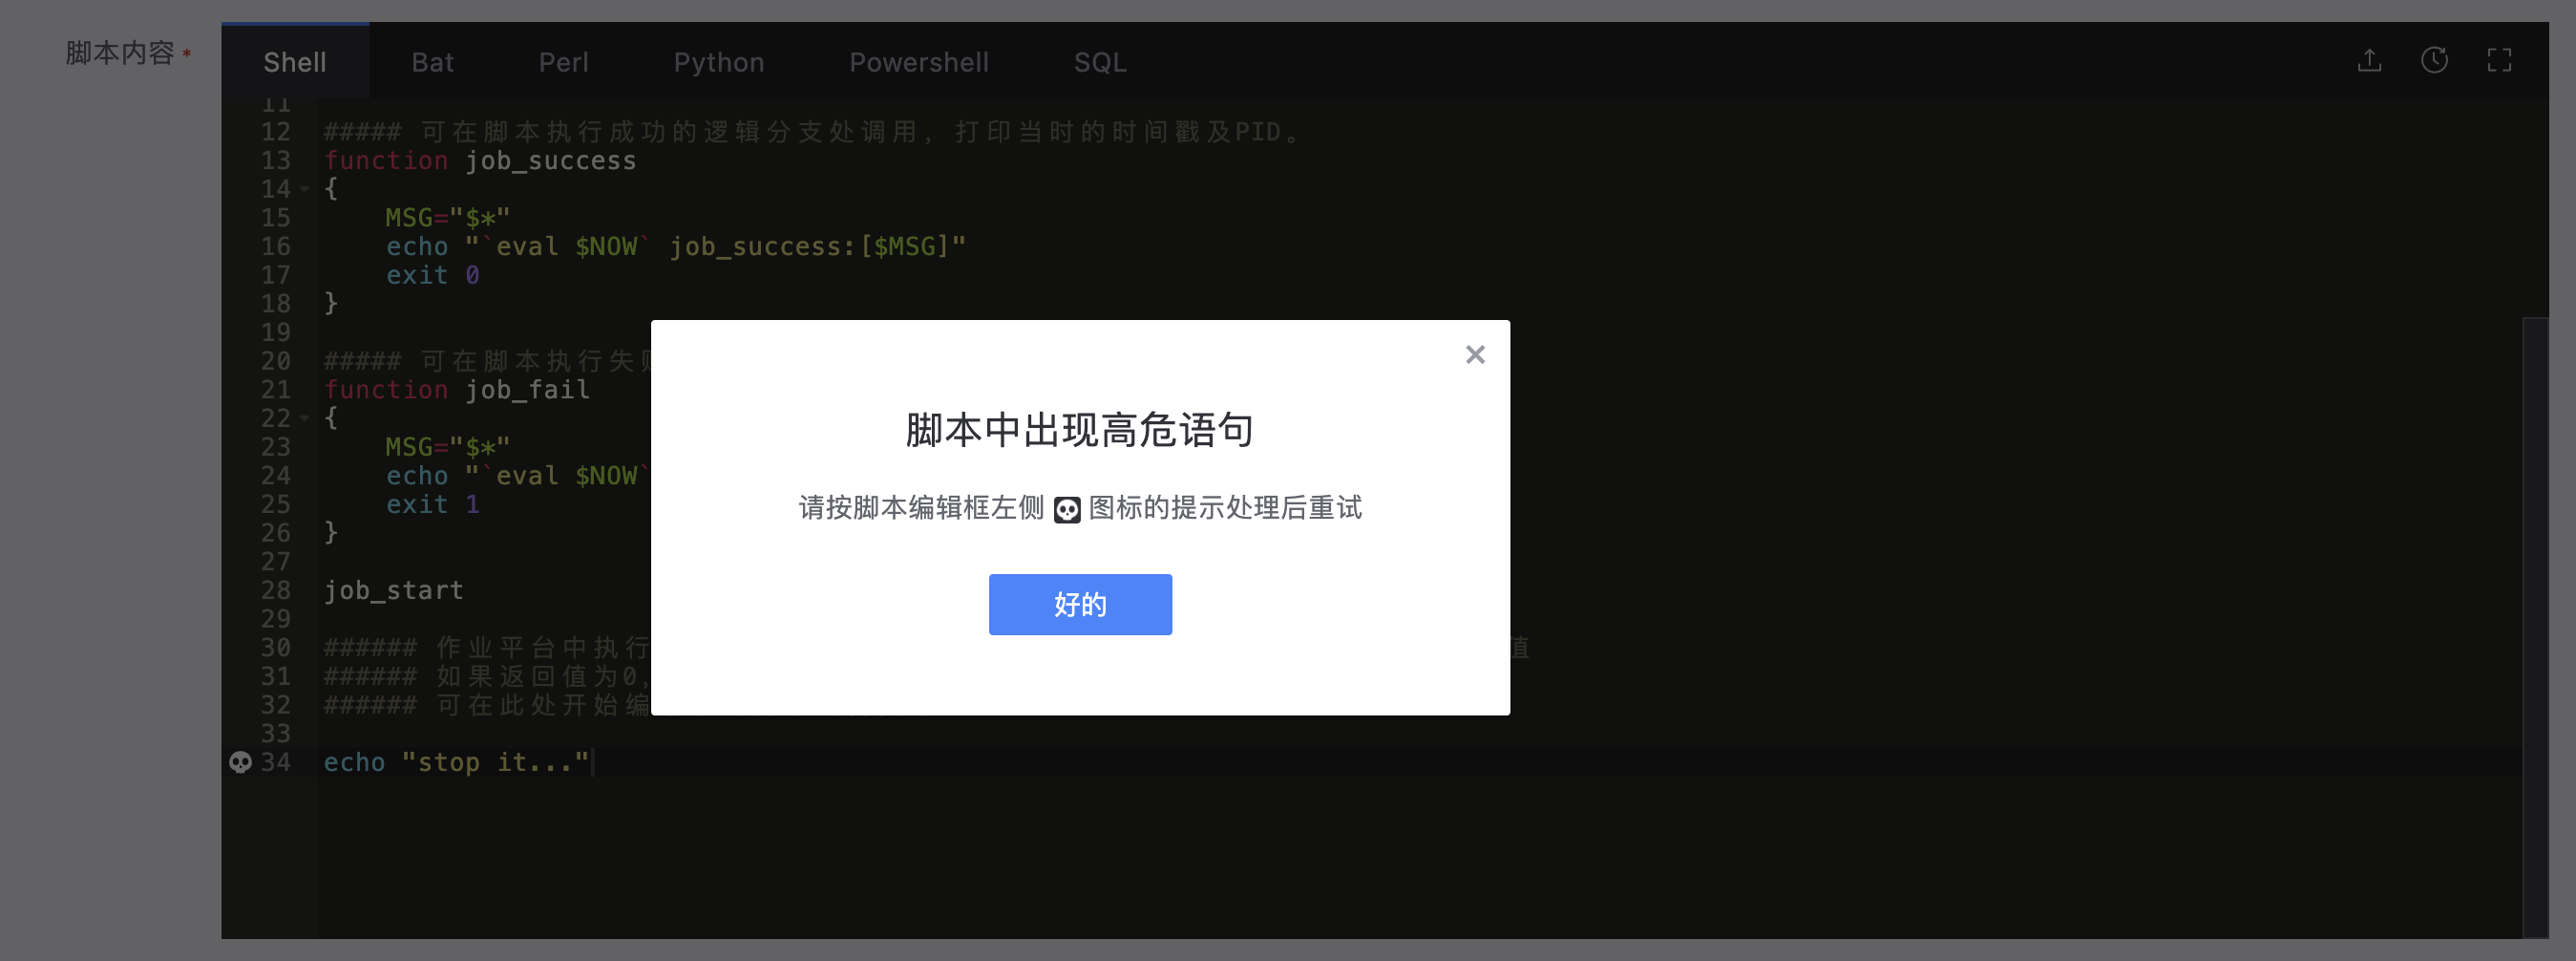 脚本内容 *
Shell Bat Perl Python Powershell SQL
11
12 ##### 可在脚本执行成功的逻辑分支处调用，打印当时的时间戳及PID。
13 function job_success
14 {
15 MSG="$*"
16 echo "`eval $NOW` job_success:[$MSG]"
17 exit 0
18 }
19
20 ##### 可在脚本执行失
21 function job_fail
22 {
23 MSG="$*"
24 echo "`eval $NOW`
25 exit 1
26 }
27
28 job_start
29
30 ###### 作业平台中执行 值
31 ###### 如果返回值为0,
32 ###### 可在此处开始编
33
34 echo "stop it..."
脚本中出现高危语句
请按脚本编辑框左侧 图标的提示处理后重试
好的